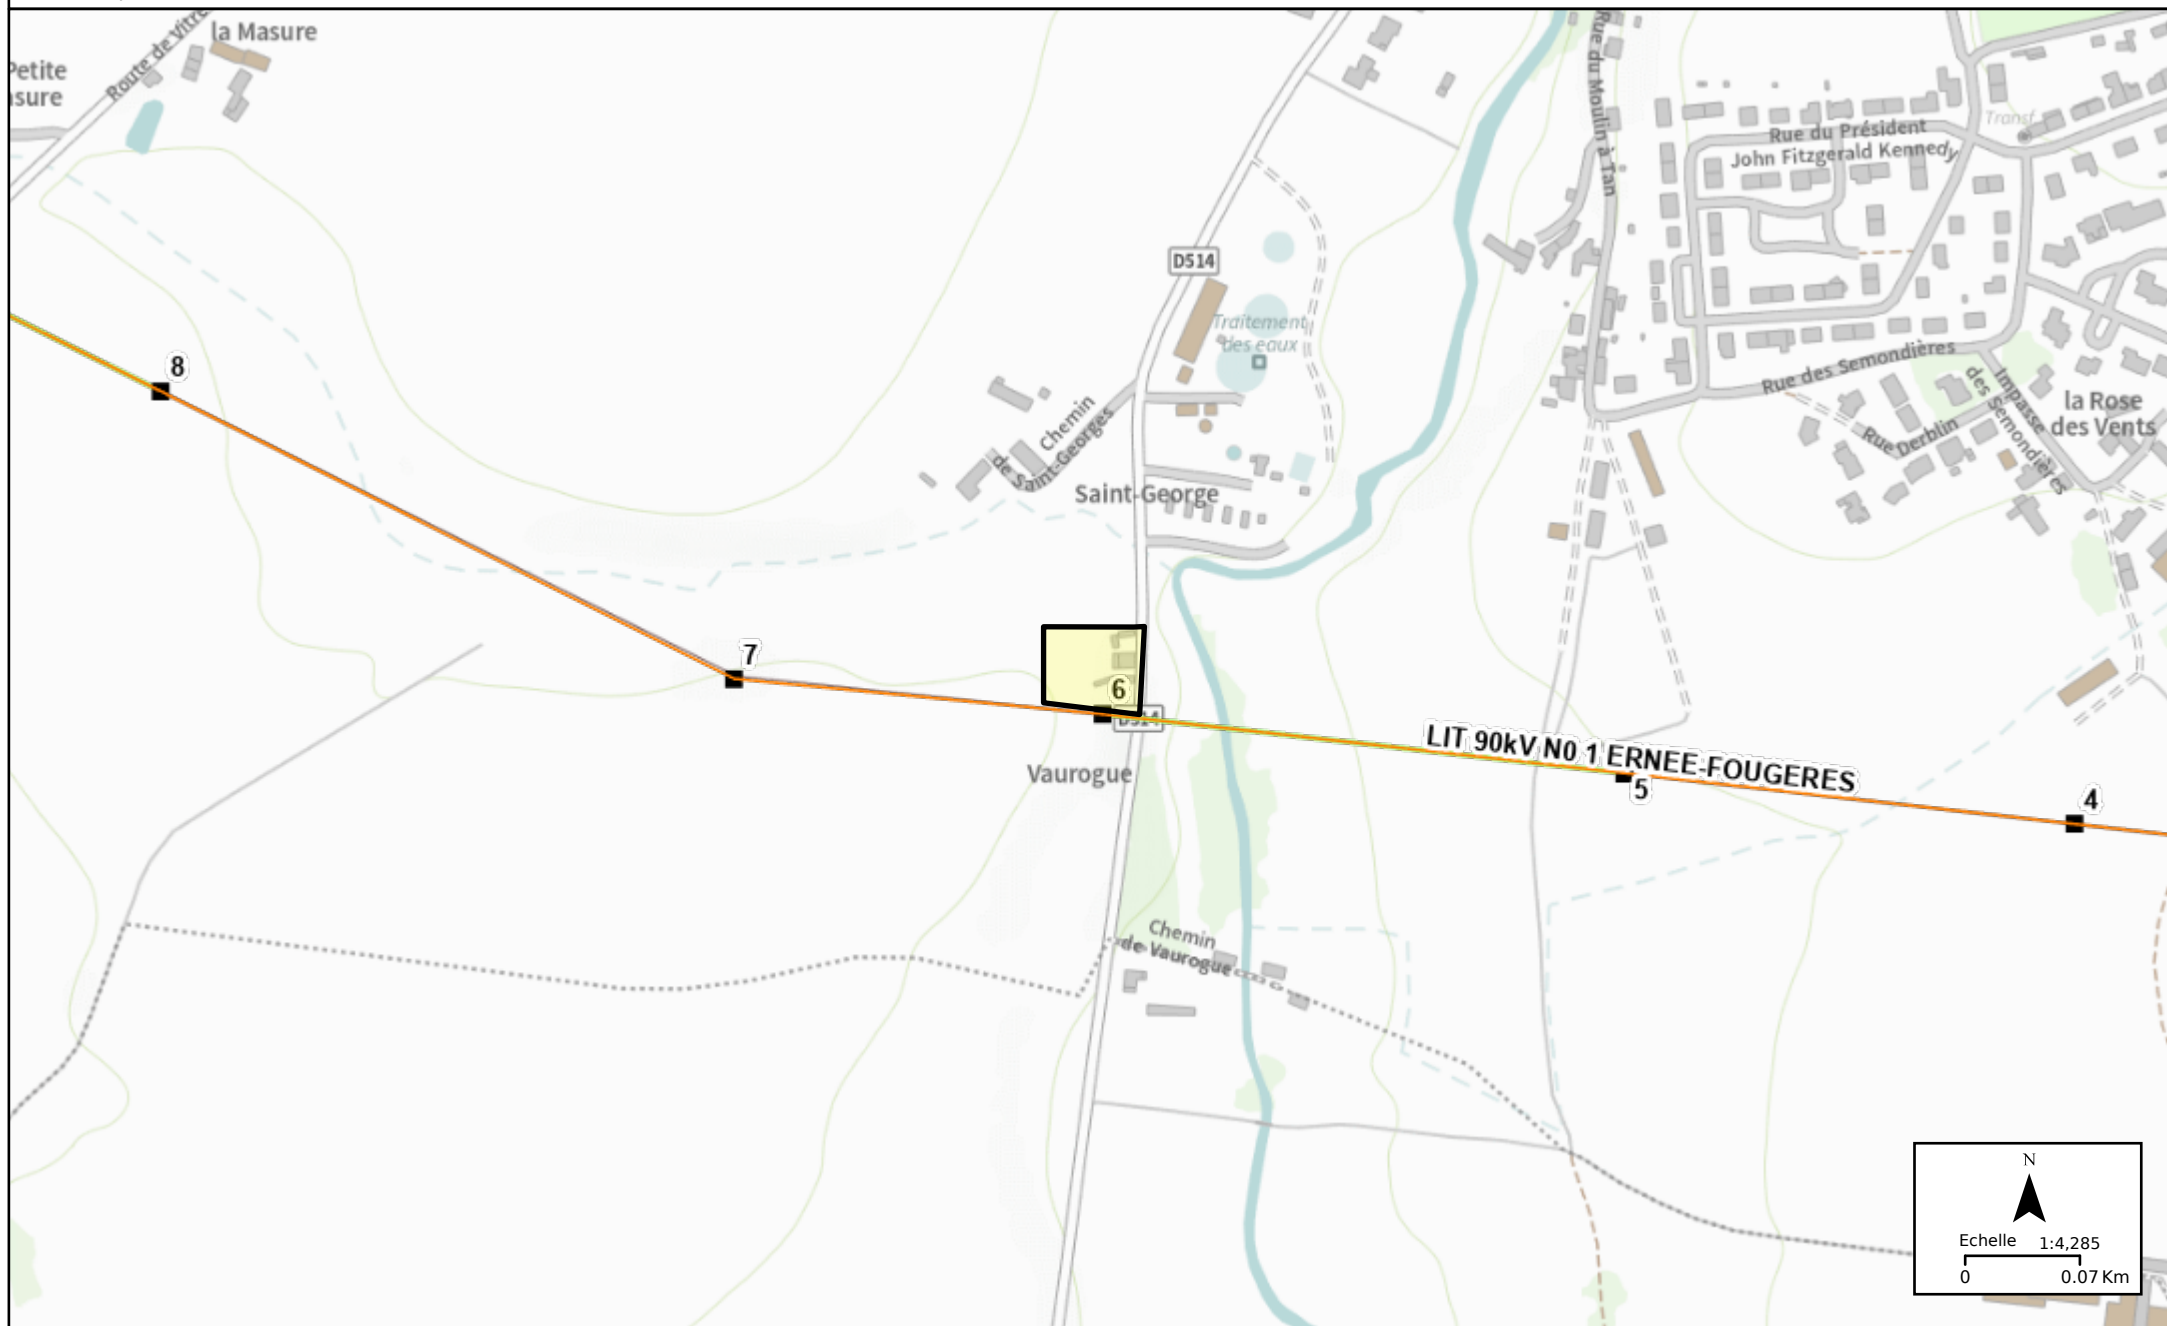 la Masure
Route de Vitré
Petite
asure
Rue du Moulin à Tan
Rue du Président
John Fitzgerald Kennedy
Transf
D514
Traitement
des eaux
8
Chemin
de Saint-Georges
Saint-George
Rue des Semondières
Impasse
des Semondières
Rue Derblin
la Rose
des Vents
7
6
D514
LIT 90kV N0 1 ERNEE-FOUGERES
5
4
Vaurogue
Chemin
de Vaurogue
N
Echelle 1:4,285
0 0.07 Km